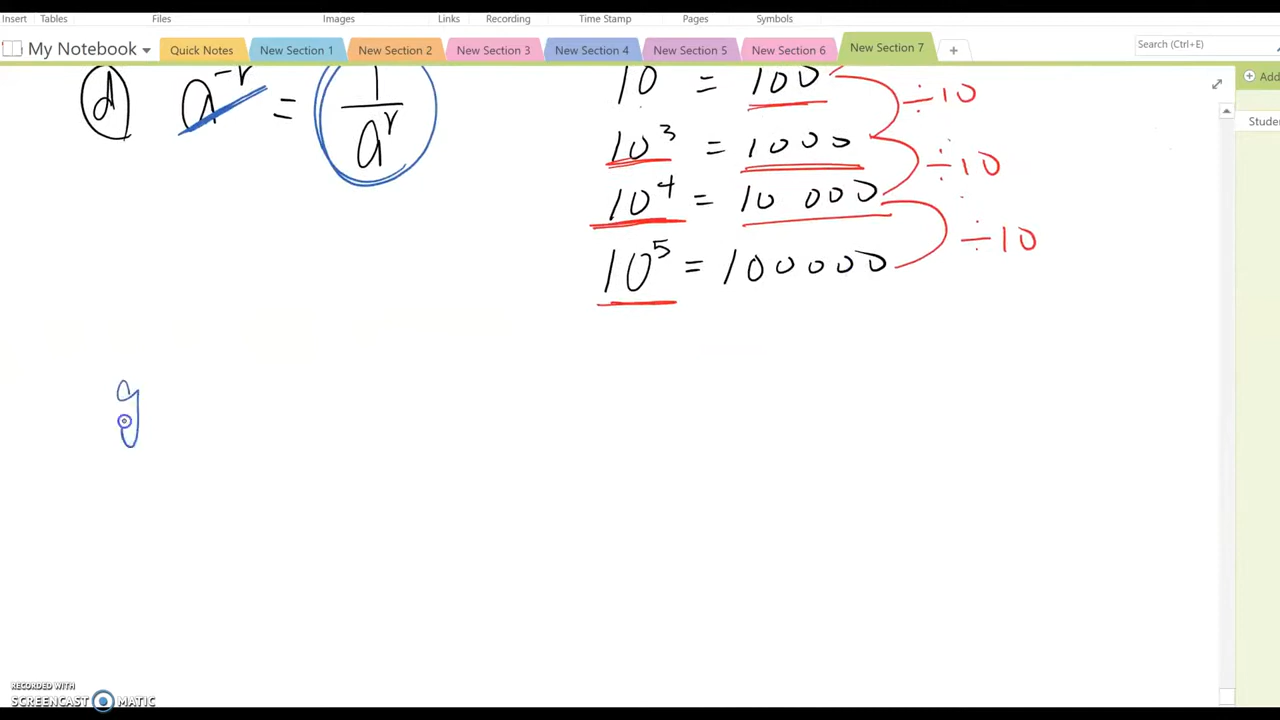 Insert Tables Files Images Links Recording Time Stamp Pages Symbols
My Notebook Quick Notes New Section 1 New Section 2 New Section 3 New Section 4 New Section 5 New Section 6 New Section 7 + Search (Ctrl+E)
Add
Studen
d a^-r = 1/a^r
10 = 100 ÷10
10^3 = 1000 ÷10
10^4 = 10 000 ÷10
10^5 = 100000
g
RECORDED WITH
SCREENCAST MATIC